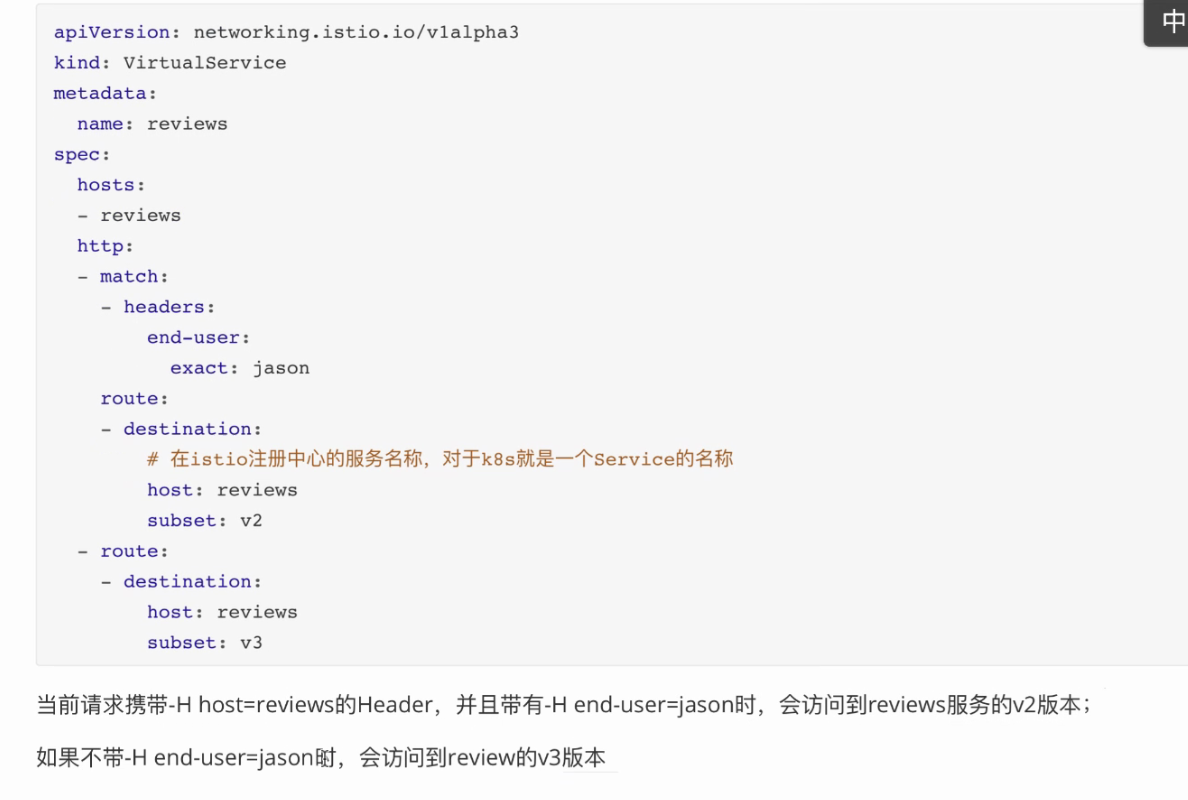 中
apiVersion: networking.istio.io/v1alpha3
kind: VirtualService
metadata:
  name: reviews
spec:
  hosts:
  - reviews
  http:
  - match:
    - headers:
        end-user:
          exact: jason
    route:
    - destination:
        # 在istio注册中心的服务名称，对于k8s就是一个Service的名称
        host: reviews
        subset: v2
  - route:
    - destination:
        host: reviews
        subset: v3
当前请求携带-H host=reviews的Header，并且带有-H end-user=jason时，会访问到reviews服务的v2版本；
如果不带-H end-user=jason时，会访问到review的v3版本